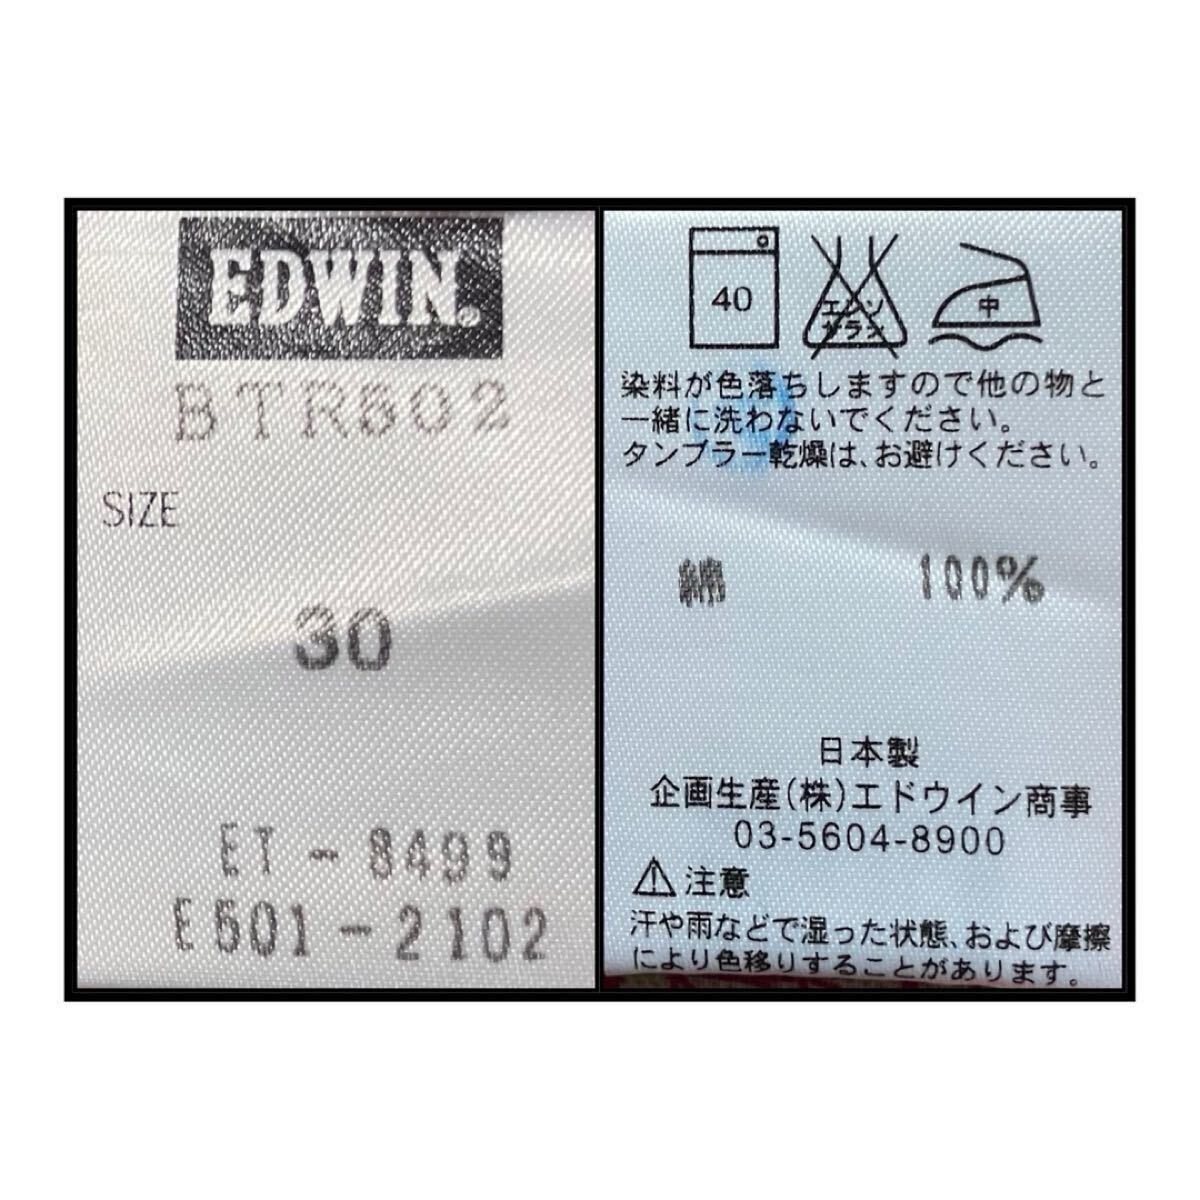 EDWIN.
BTR602
SIZE
30
ET-8499
E501-2102
40
エンソ
サラシ
中
染料が色落ちしますので他の物と
一緒に洗わないでください。
タンブラー乾燥は、お避けください。
綿 100%
日本製
企画生産(株)エドウイン商事
03-5604-8900
注意
汗や雨などで湿った状態、および摩擦
により色移りすることがあります。